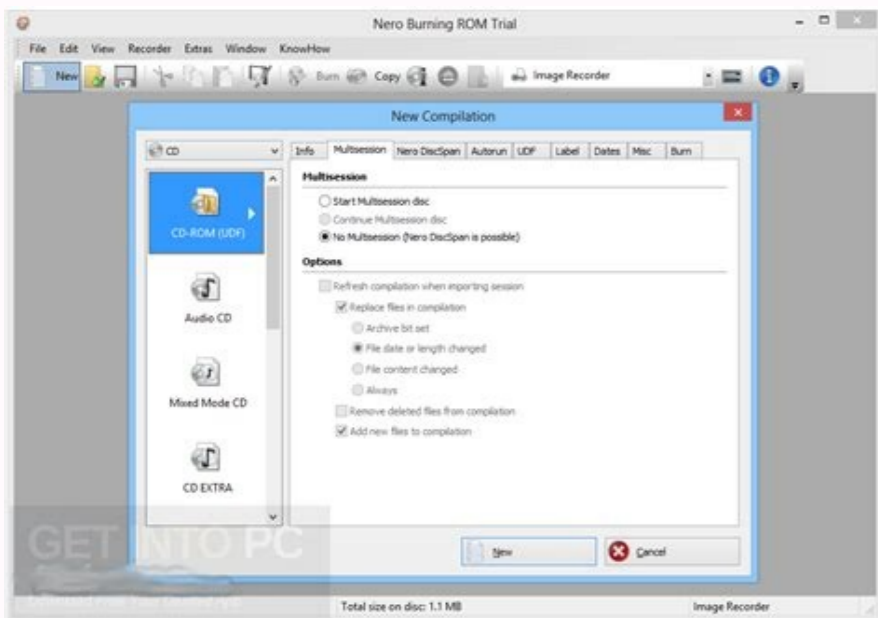 Nero Burning ROM Trial
File Edit View Recorder Extras Window KnowHow
New Burn Copy Image Recorder
New Compilation
CD
Info Multisession Nero DiscSpan Autorun UDF Label Dates Misc Burn
Multisession
Start Multisession disc
Continue Multisession disc
No Multisession (Nero DiscSpan is possible)
Options
Refresh compilation when importing session
Replace files in compilation
Archive bit set
File date or length changed
File content changed
Always
Remove deleted files from compilation
Add new files to compilation
CD-ROM (UDF)
Audio CD
Mixed Mode CD
CD EXTRA
GET INTO PC
New Cancel
Total size on disc: 1.1 MB Image Recorder